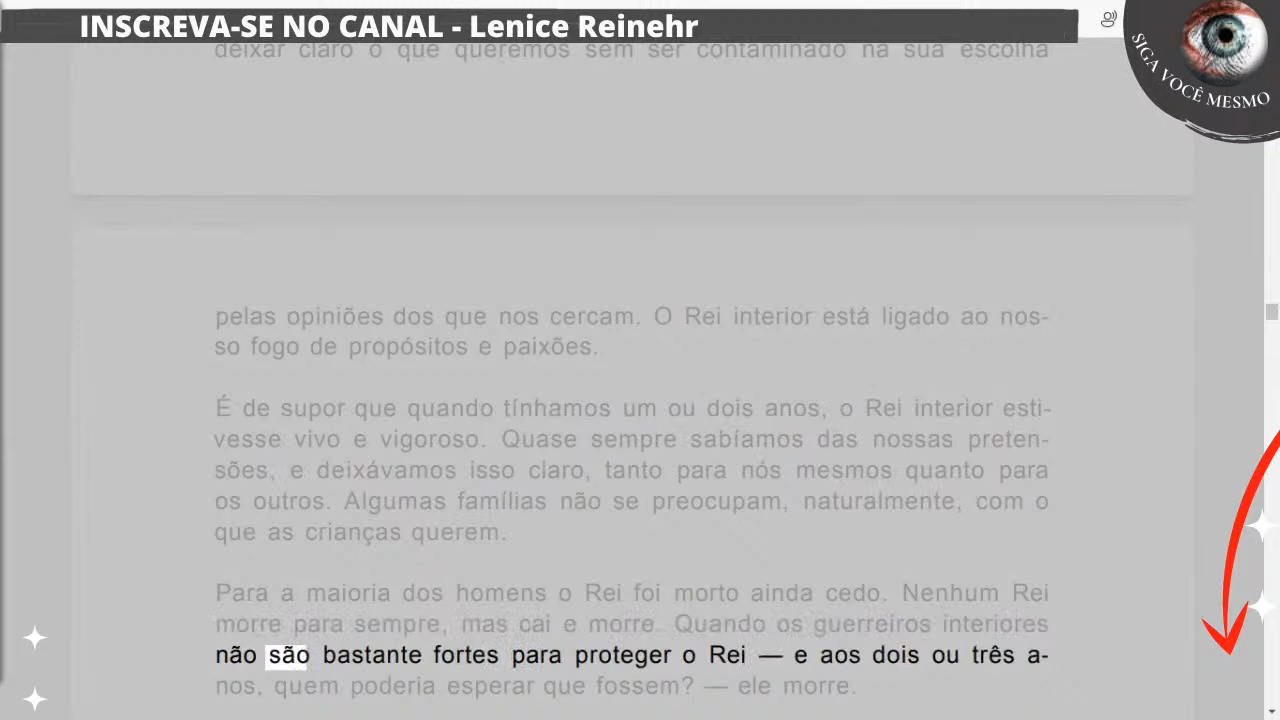 INSCREVA-SE NO CANAL - Lenice Reinehr
SIGA VOCÊ MESMO
deixar claro o que queremos sem ser contaminado na sua escolha
pelas opiniões dos que nos cercam. O Rei interior está ligado ao nos-
so fogo de propósitos e paixões.
É de supor que quando tínhamos um ou dois anos, o Rei interior esti-
vesse vivo e vigoroso. Quase sempre sabíamos das nossas preten-
sões, e deixávamos isso claro, tanto para nós mesmos quanto para
os outros. Algumas famílias não se preocupam, naturalmente, com o
que as crianças querem.
Para a maioria dos homens o Rei foi morto ainda cedo. Nenhum Rei
morre para sempre, mas cai e morre. Quando os guerreiros interiores
não são bastante fortes para proteger o Rei — e aos dois ou três a-
nos, quem poderia esperar que fossem? — ele morre.